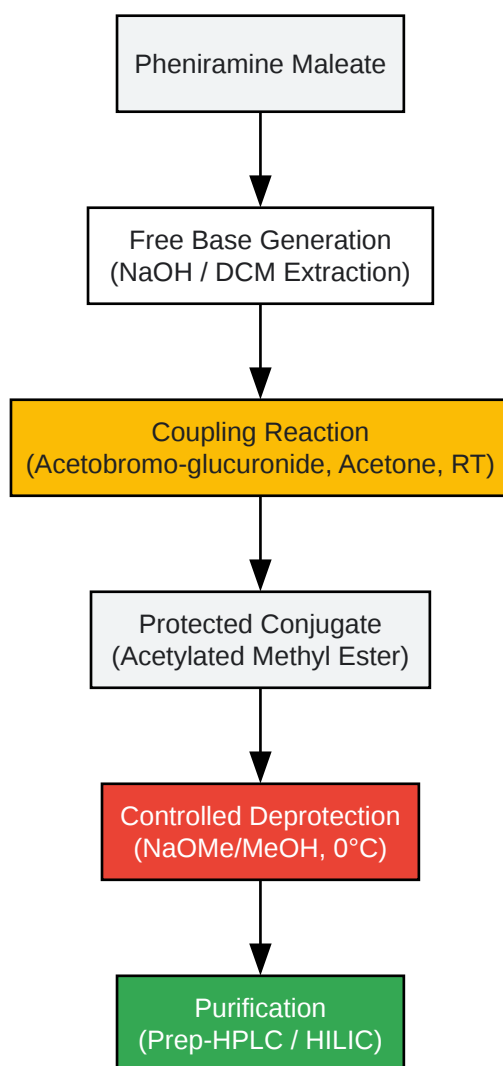 Pheniramine Maleate
Free Base Generation
(NaOH / DCM Extraction)
Coupling Reaction
(Acetobromo-glucuronide, Acetone, RT)
Protected Conjugate
(Acetylated Methyl Ester)
Controlled Deprotection
(NaOMe/MeOH, 0°C)
Purification
(Prep-HPLC / HILIC)